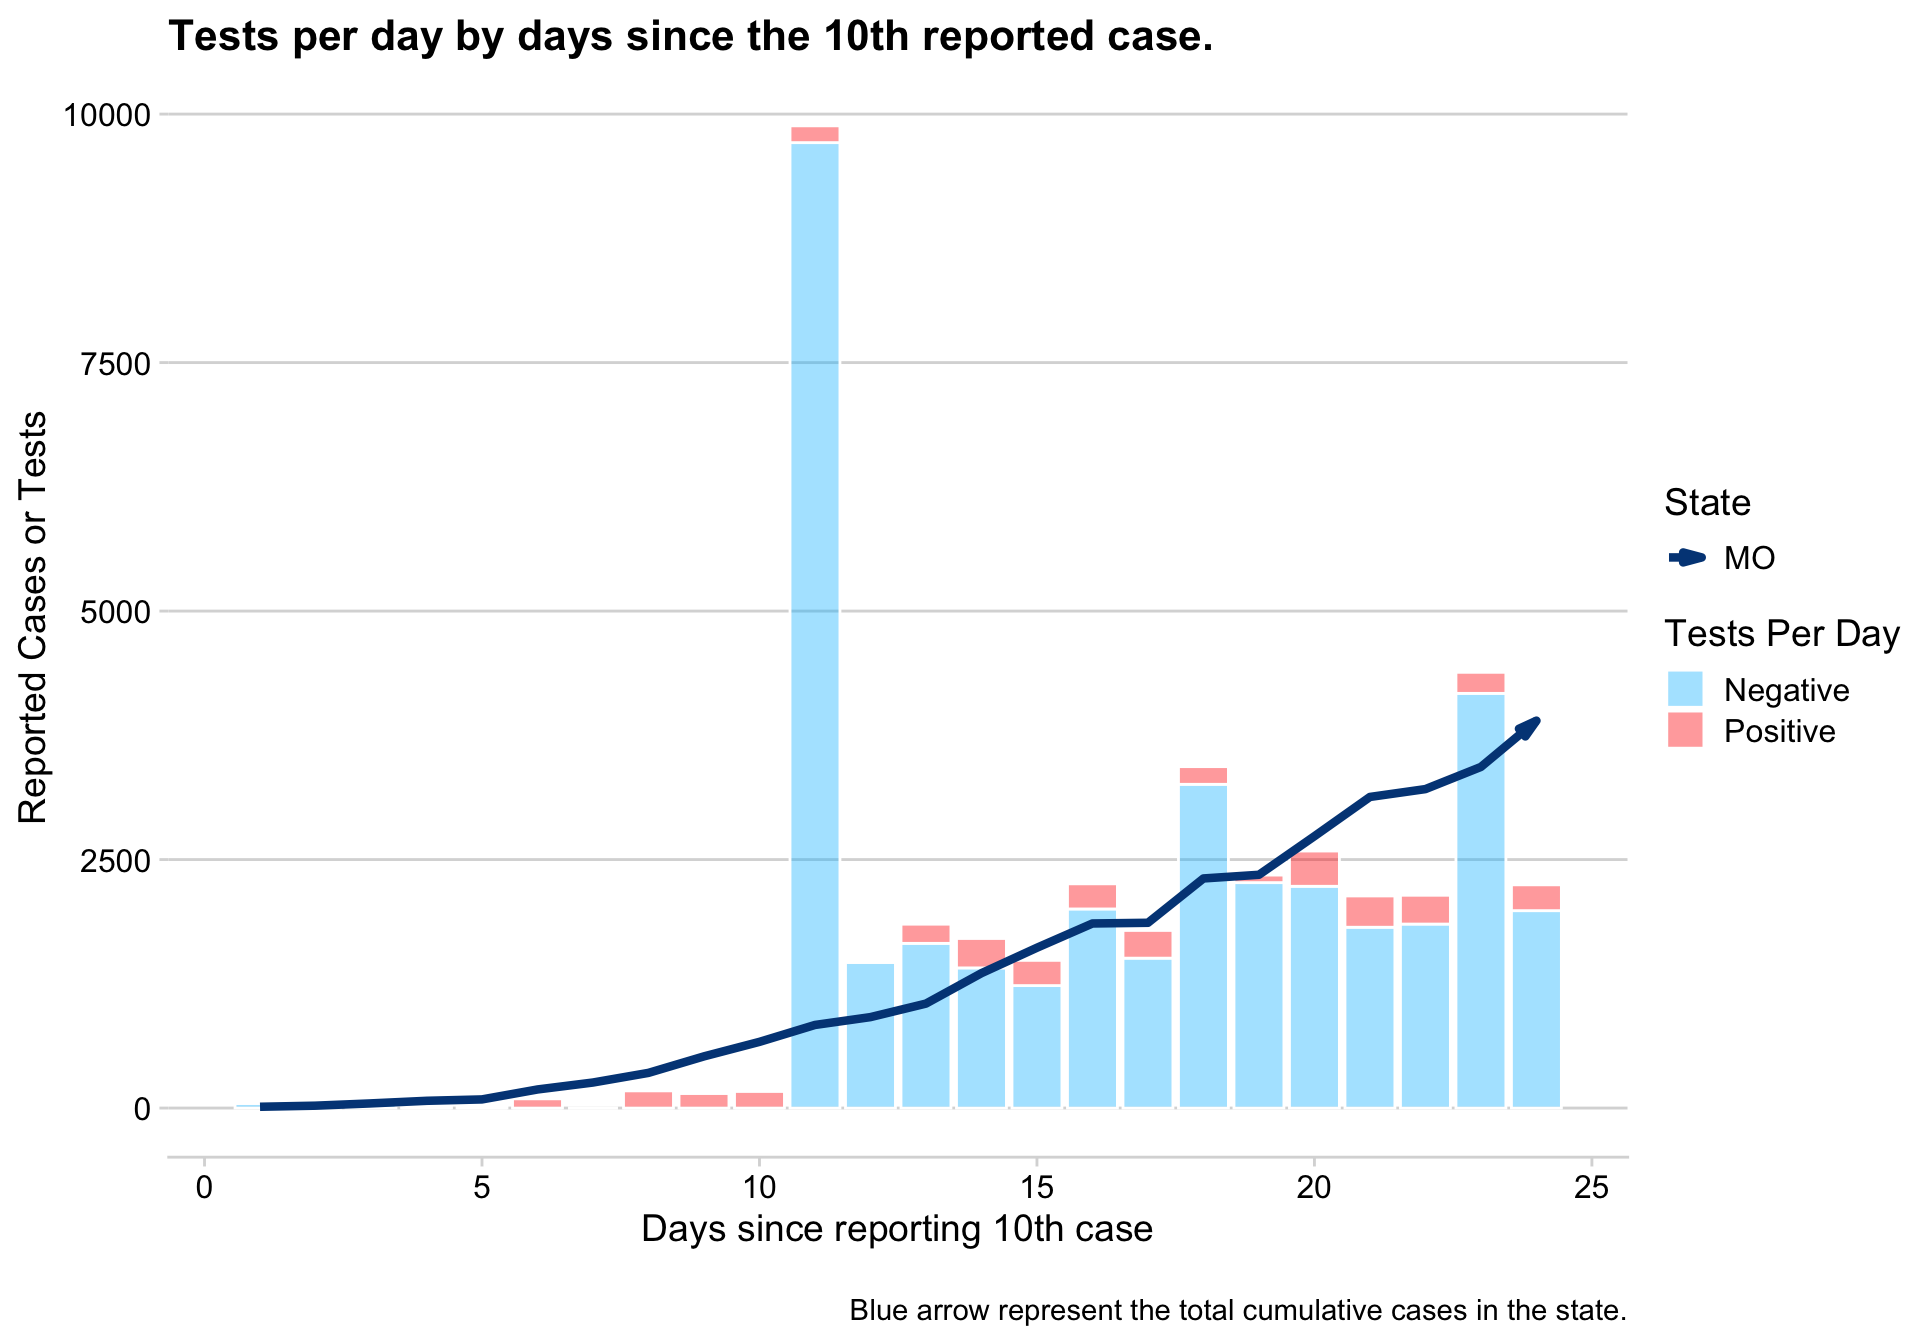 Tests per day by days since the 10th reported case.
10000
7500
5000
2500
0
Reported Cases or Tests
0 5 10 15 20 25
Days since reporting 10th case
State
MO
Tests Per Day
Negative
Positive
Blue arrow represent the total cumulative cases in the state.